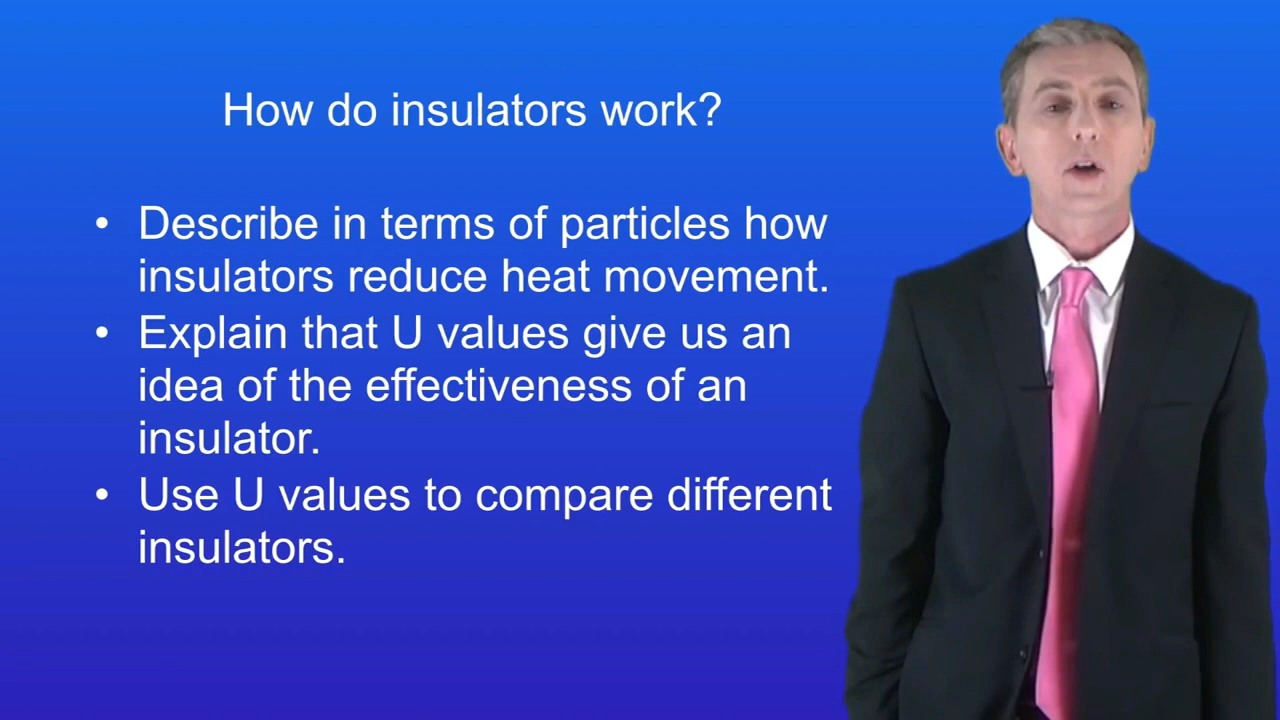 How do insulators work?
• Describe in terms of particles how
insulators reduce heat movement.
• Explain that U values give us an
idea of the effectiveness of an
insulator.
• Use U values to compare different
insulators.